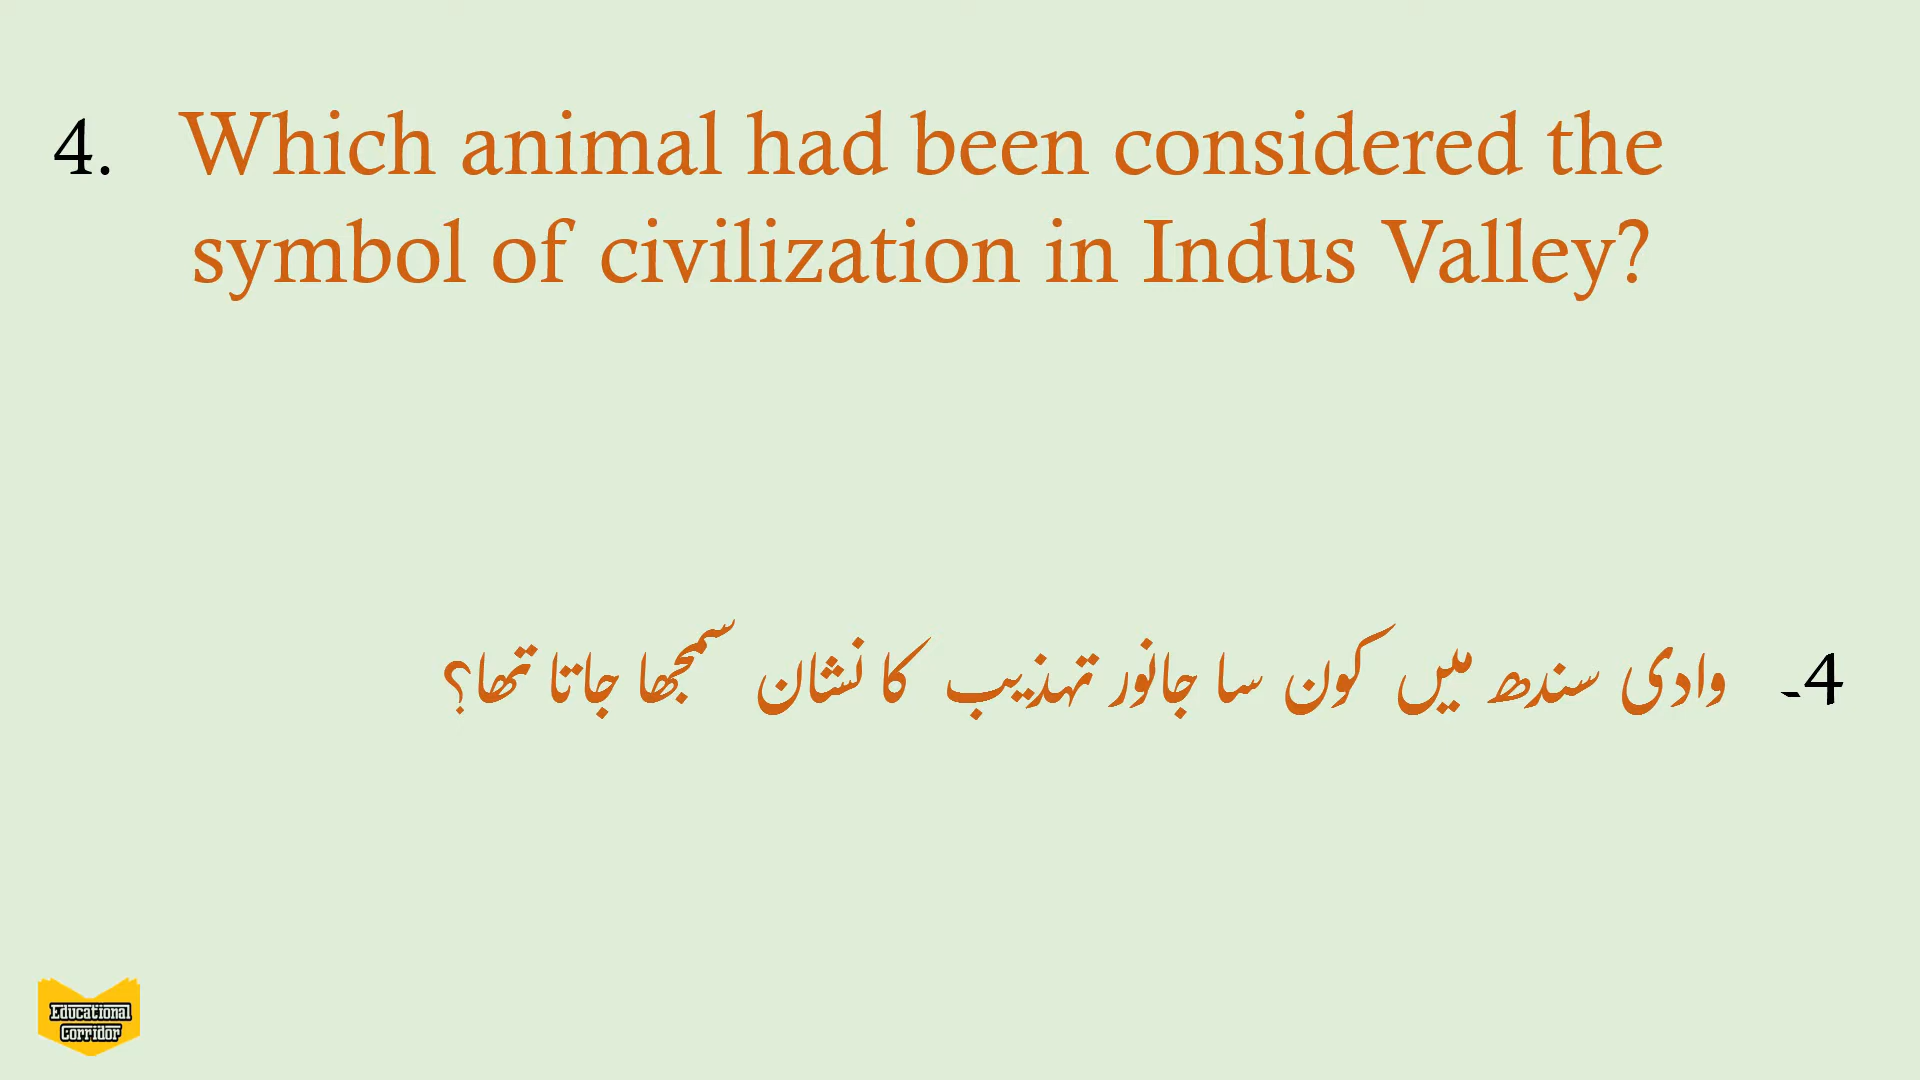 4. Which animal had been considered the
symbol of civilization in Indus Valley?
4۔ وادی سندھ میں کون سا جانور تہذیب کا نشان سمجھا جاتا تھا؟
Educational
Corridor